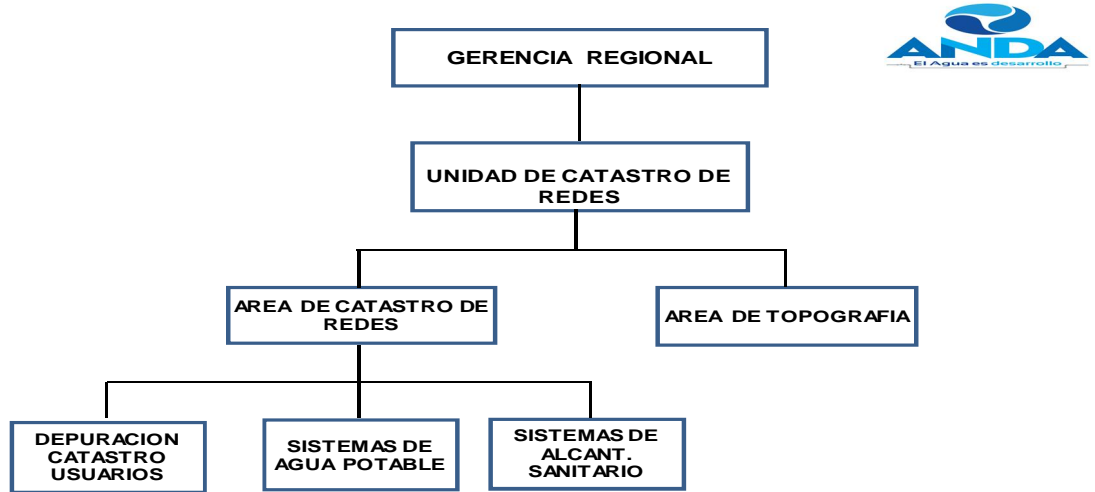 GERENCIA REGIONAL
ANDA
El Agua es desarrollo
UNIDAD DE CATASTRO DE
REDES
AREA DE CATASTRO DE
REDES
AREA DE TOPOGRAFIA
DEPURACION
CATASTRO
USUARIOS
SISTEMAS DE
AGUA POTABLE
SISTEMAS DE
ALCANT.
SANITARIO